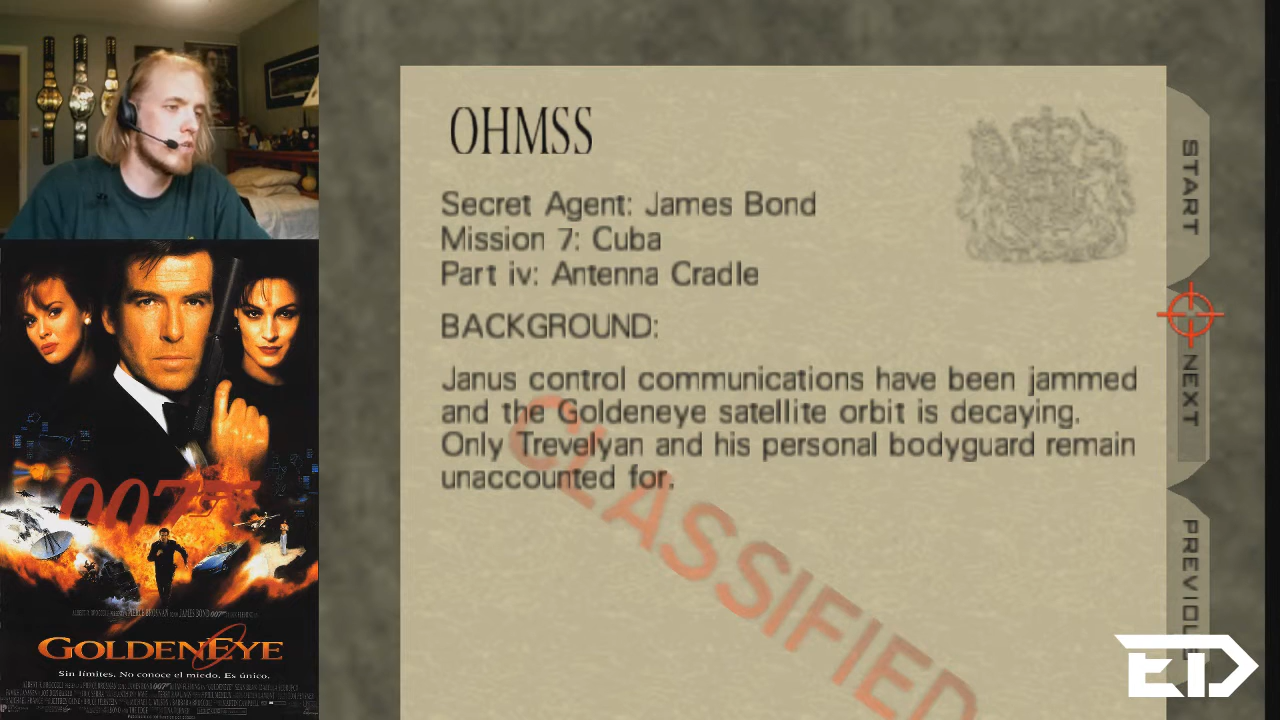 OHMSS
Secret Agent: James Bond
Mission 7: Cuba
Part iv: Antenna Cradle
BACKGROUND:
Janus control communications have been jammed
and the Goldeneye satellite orbit is decaying.
Only Trevelyan and his personal bodyguard remain
unaccounted for.
CLASSIFIED
START
NEXT
PREVIOUS
ED
007
GOLDENEYE
Sin límites. No conoce el miedo. Es único.